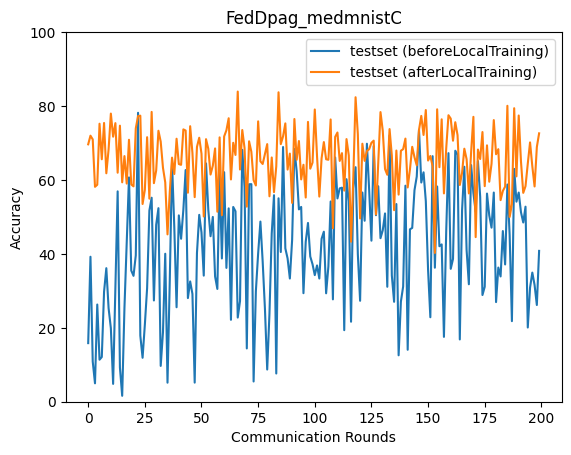 FedDpag_medmnistC
testset (beforeLocalTraining)
testset (afterLocalTraining)
100
80
60
40
20
0
Accuracy
0 25 50 75 100 125 150 175 200
Communication Rounds